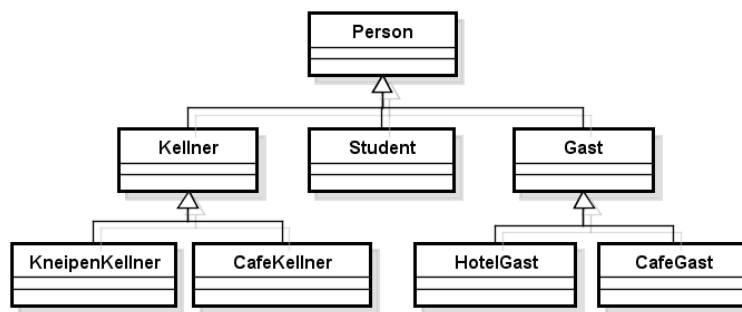 Person
Kellner
Student
Gast
KneipenKellner
CafeKellner
HotelGast
CafeGast